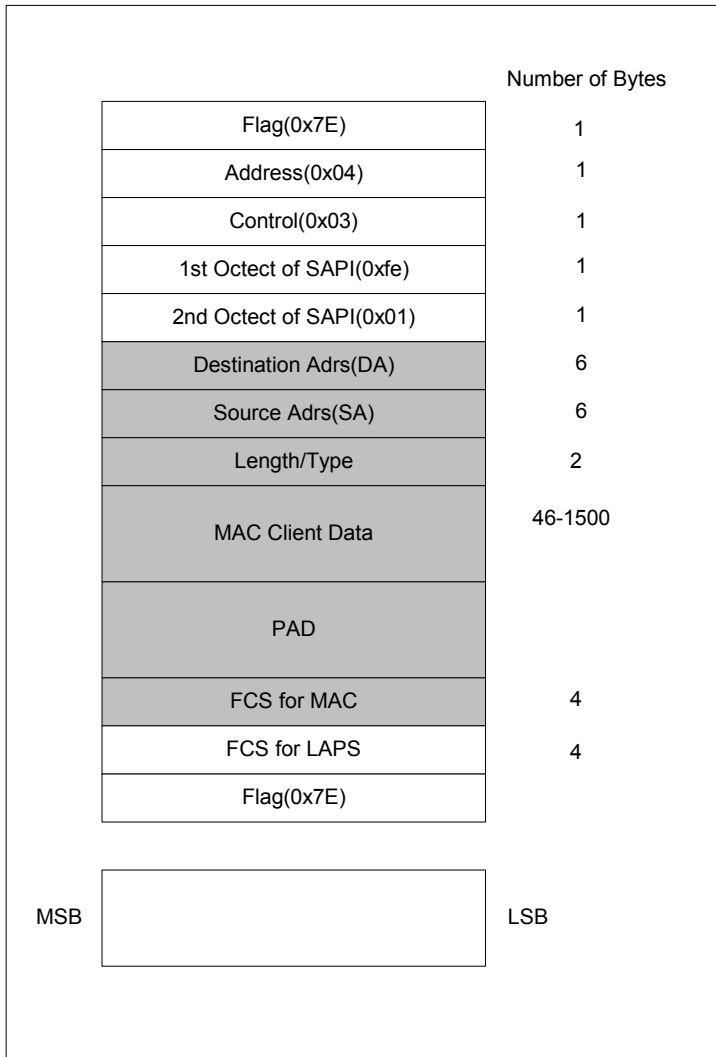 Number of Bytes
Flag(0x7E) 1
Address(0x04) 1
Control(0x03) 1
1st Octect of SAPI(0xfe) 1
2nd Octect of SAPI(0x01) 1
Destination Adrs(DA) 6
Source Adrs(SA) 6
Length/Type 2
MAC Client Data 46-1500
PAD
FCS for MAC 4
FCS for LAPS 4
Flag(0x7E)
MSB LSB